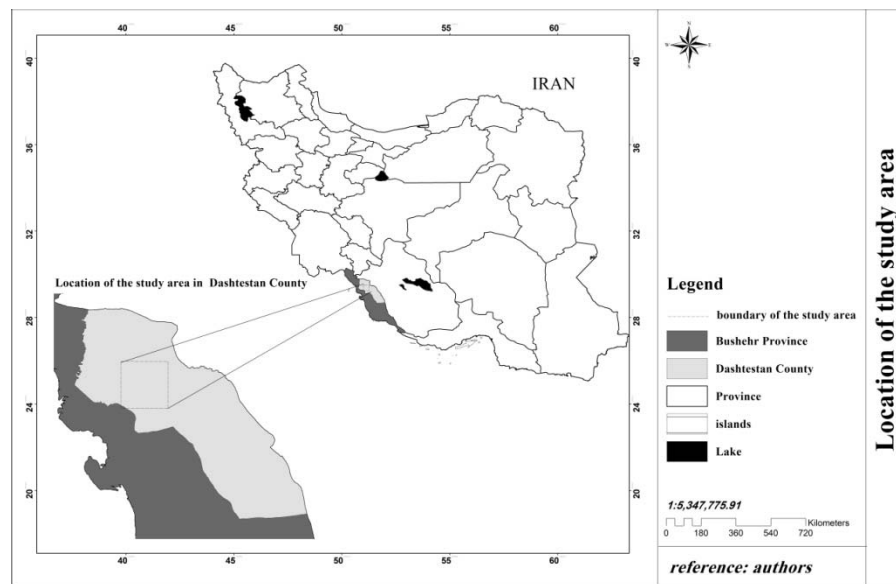 40
45
50
55
60
40
36
32
28
24
20
IRAN
Location of the study area in Dashtestan County
40
36
32
28
24
20
40
45
50
55
60
N
W
E
S
Legend
boundary of the study area
Bushehr Province
Dashtestan County
Province
islands
Lake
1:5,347,775.91
Kilometers
0 90 180 360 540 720
reference: authors
Location of the study area